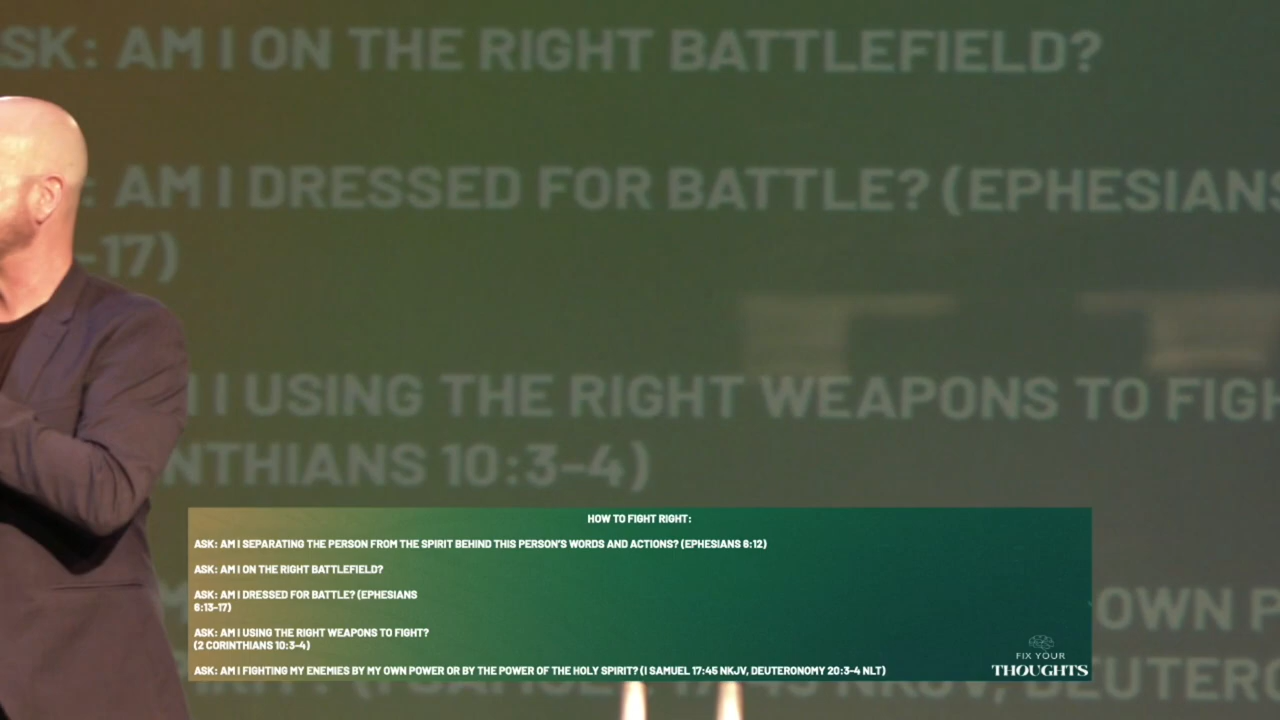 SK: AM I ON THE RIGHT BATTLEFIELD?
: AM I DRESSED FOR BATTLE? (EPHESIANS
-17)
I USING THE RIGHT WEAPONS TO FIGH
NTHIANS 10:3-4)
OWN P
NKJV, DEUTERO
HOW TO FIGHT RIGHT:
ASK: AM I SEPARATING THE PERSON FROM THE SPIRIT BEHIND THIS PERSON'S WORDS AND ACTIONS? (EPHESIANS 6:12)
ASK: AM I ON THE RIGHT BATTLEFIELD?
ASK: AM I DRESSED FOR BATTLE? (EPHESIANS
6:13-17)
ASK: AM I USING THE RIGHT WEAPONS TO FIGHT?
(2 CORINTHIANS 10:3-4)
ASK: AM I FIGHTING MY ENEMIES BY MY OWN POWER OR BY THE POWER OF THE HOLY SPIRIT? (I SAMUEL 17:45 NKJV, DEUTERONOMY 20:3-4 NLT)
FIX YOUR
THOUGHTS